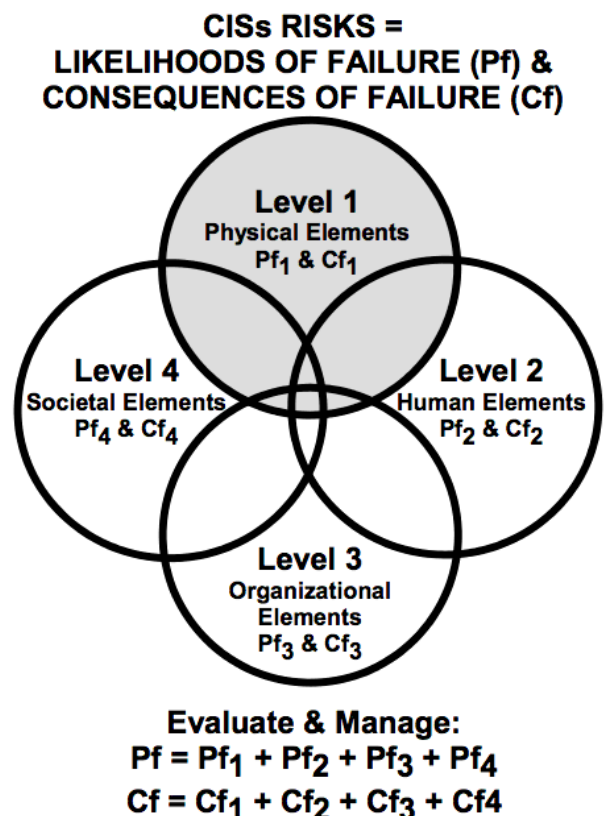 CISs RISKS =
LIKELIHOODS OF FAILURE (Pf) &
CONSEQUENCES OF FAILURE (Cf)
Level 1
Physical Elements
Pf₁ & Cf₁
Level 4
Societal Elements
Pf₄ & Cf₄
Level 2
Human Elements
Pf₂ & Cf₂
Level 3
Organizational
Elements
Pf₃ & Cf₃
Evaluate & Manage:
Pf = Pf₁ + Pf₂ + Pf₃ + Pf₄
Cf = Cf₁ + Cf₂ + Cf₃ + Cf4